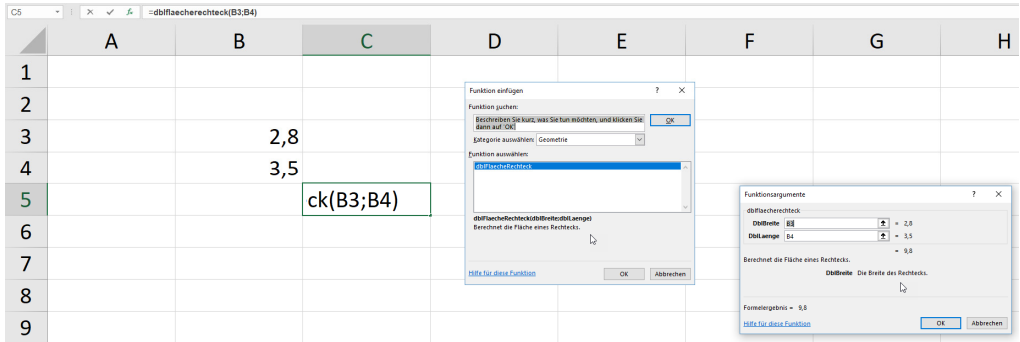 C5 fx =dblflaecherechteck(B3;B4)
A B C D E F G H
1
2
3 2,8
4 3,5
5 ck(B3;B4)
6
7
8
9
Funktion einfügen ? ×
Funktion suchen:
Beschreiben Sie kurz, was Sie tun möchten, und klicken Sie OK
dann auf 'OK'
Kategorie auswählen: Geometrie
Funktion auswählen:
dblFlaecheRechteck
dblFlaecheRechteck(dblBreite;dblLaenge)
Berechnet die Fläche eines Rechtecks.
Hilfe für diese Funktion OK Abbrechen
Funktionsargumente ? ×
dblflaecherechteck
DblBreite B3 = 2,8
DblLaenge B4 = 3,5
= 9,8
Berechnet die Fläche eines Rechtecks.
DblBreite Die Breite des Rechtecks.
Formelergebnis = 9,8
Hilfe für diese Funktion OK Abbrechen